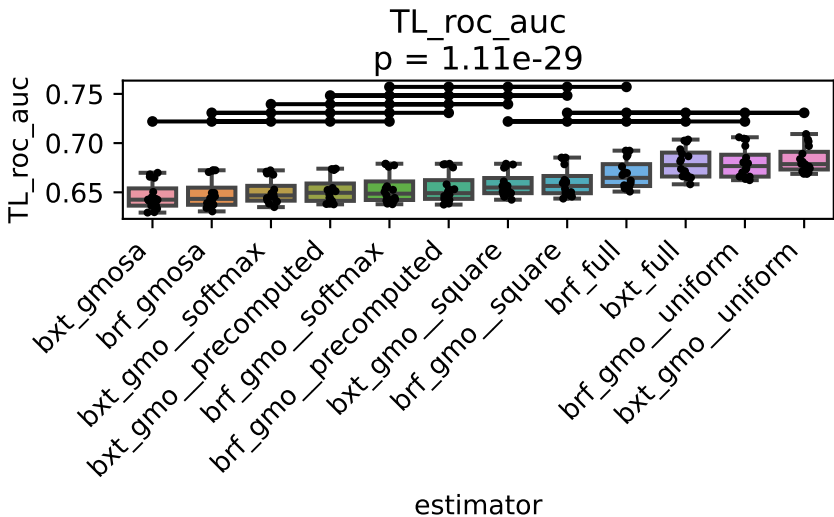 TL_roc_auc
p = 1.11e-29
TL_roc_auc
0.75
0.70
0.65
bxt_gmosa
brf_gmosa
bxt_gmo__softmax
bxt_gmo__precomputed
brf_gmo__softmax
brf_gmo__precomputed
bxt_gmo__square
brf_gmo__square
brf_full
bxt_full
brf_gmo__uniform
bxt_gmo__uniform
estimator